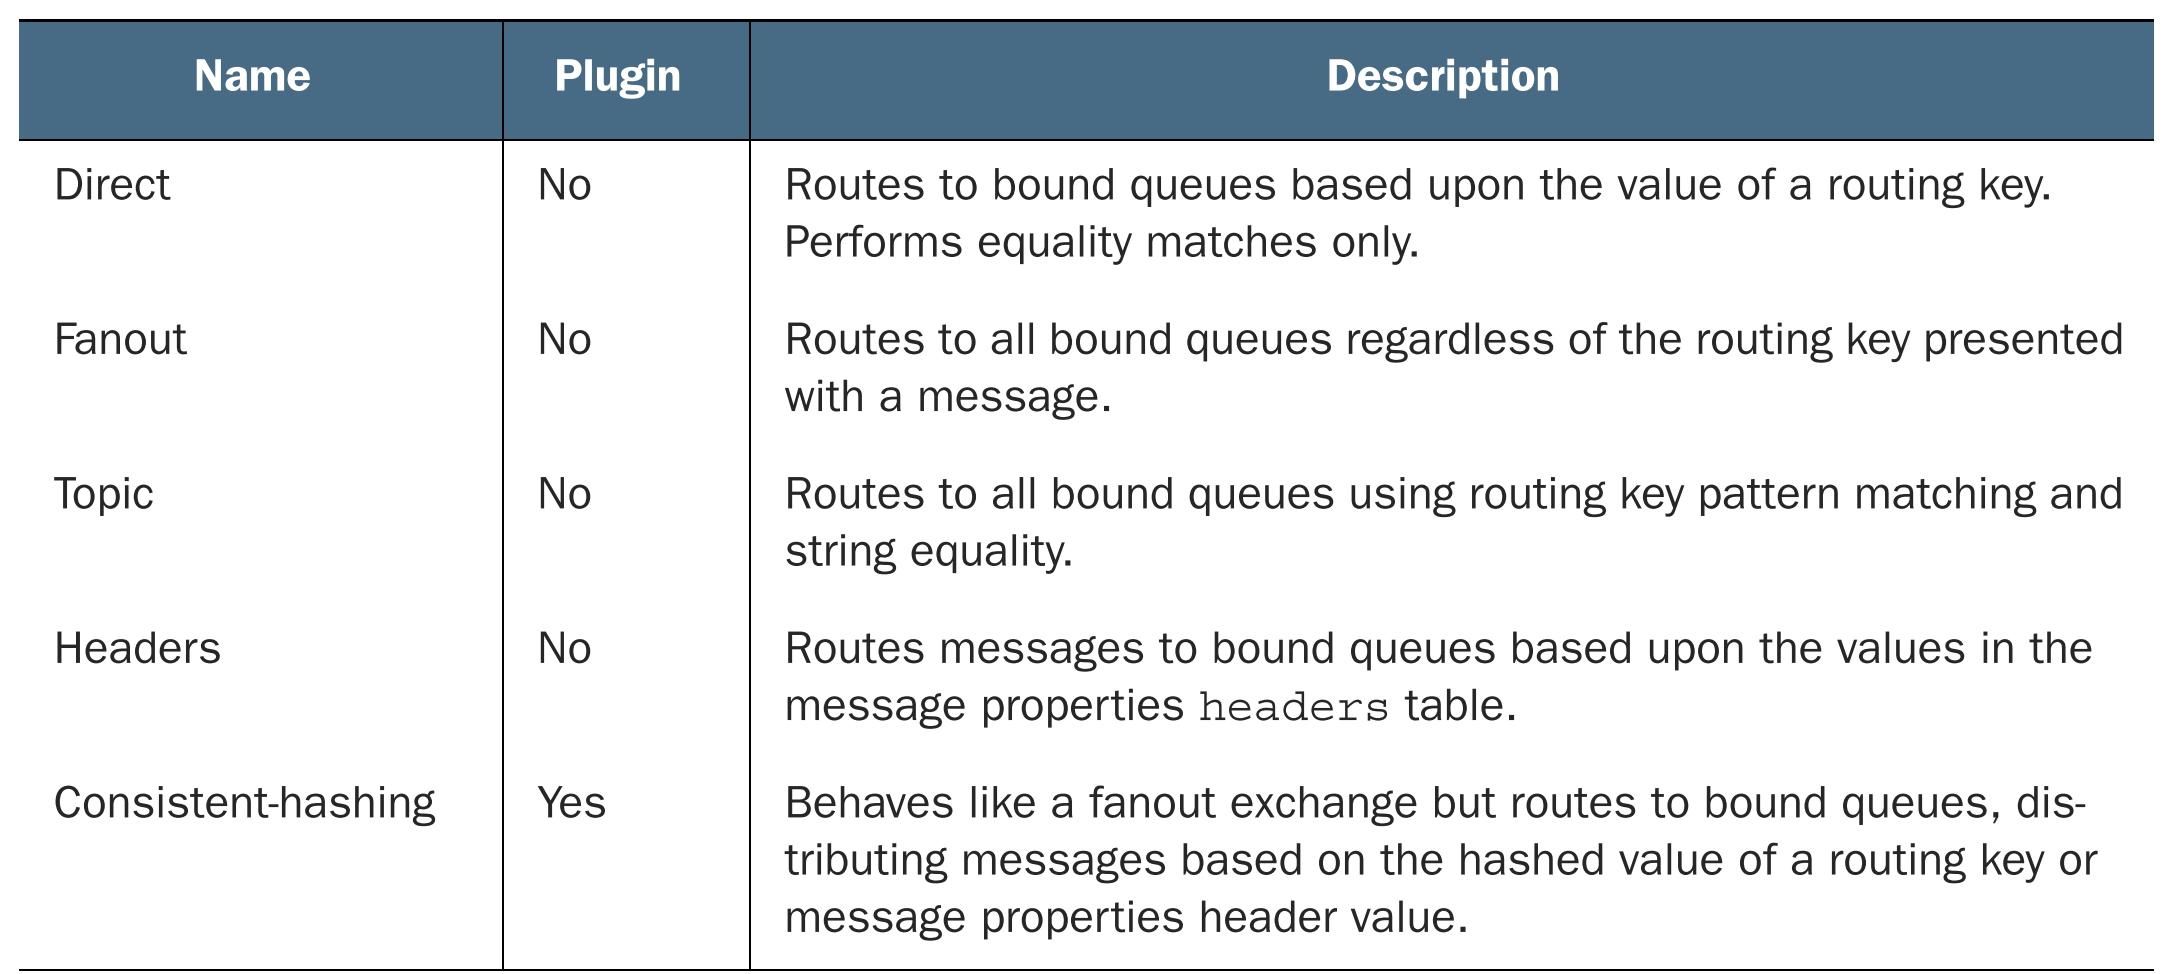 Name Plugin Description
Direct No Routes to bound queues based upon the value of a routing key.
Performs equality matches only.
Fanout No Routes to all bound queues regardless of the routing key presented
with a message.
Topic No Routes to all bound queues using routing key pattern matching and
string equality.
Headers No Routes messages to bound queues based upon the values in the
message properties headers table.
Consistent-hashing Yes Behaves like a fanout exchange but routes to bound queues, dis-
tributing messages based on the hashed value of a routing key or
message properties header value.